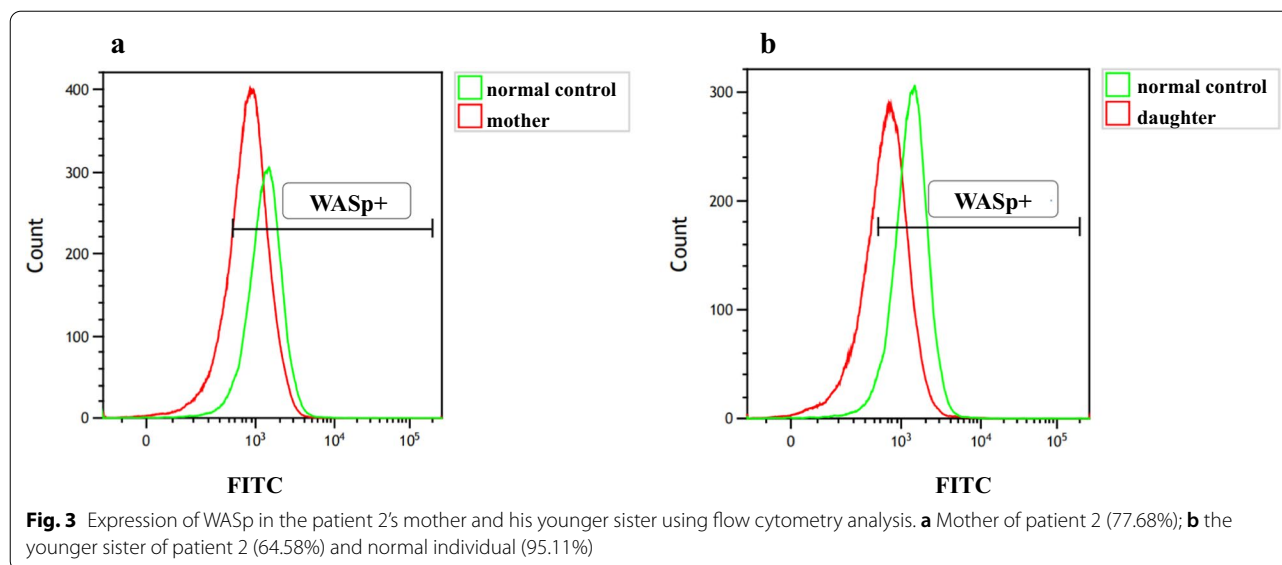 a
400
300
200
100
0
Count
WASp+
0
10³
10⁴
10⁵
FITC
normal control
mother
b
300
200
100
0
Count
WASp+
0
10³
10⁴
10⁵
FITC
normal control
daughter
Fig. 3 Expression of WASp in the patient 2's mother and his younger sister using flow cytometry analysis. a Mother of patient 2 (77.68%); b the
younger sister of patient 2 (64.58%) and normal individual (95.11%)